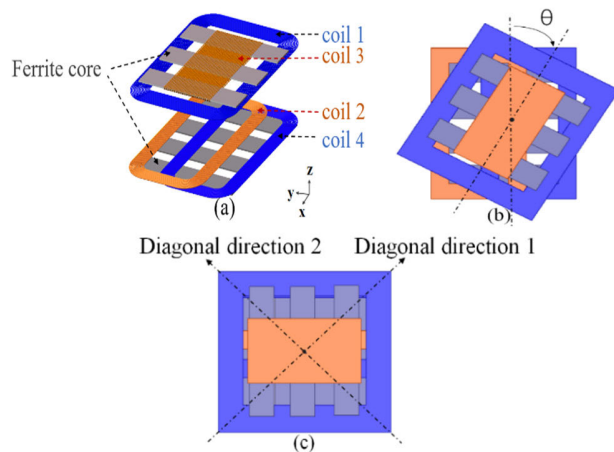 coil 1
coil 3
Ferrite core
coil 2
coil 4
z
y
x
(a)
θ
(b)
Diagonal direction 2
Diagonal direction 1
(c)